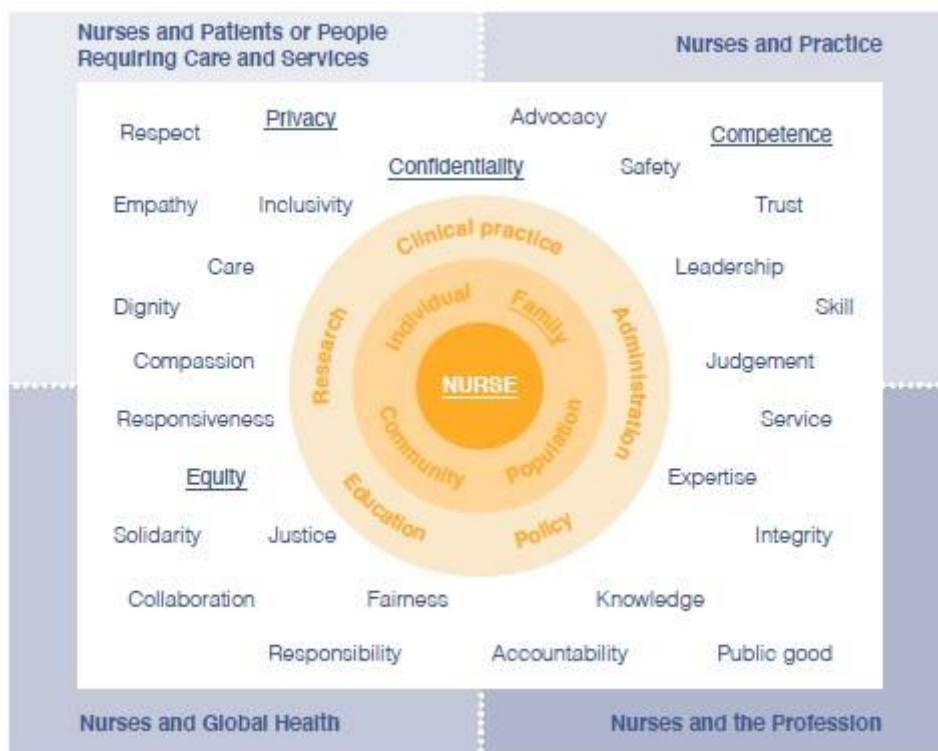 Nurses and Patients or People
Requiring Care and Services
Nurses and Practice
Respect
Privacy
Advocacy
Competence
Confidentiality
Safety
Empathy
Inclusivity
Trust
Clinical practice
Care
Leadership
Individual
Family
Dignity
Skill
Research
Administration
Compassion
Judgement
NURSE
Responsiveness
Service
Community
Population
Equity
Expertise
Education
Policy
Solidarity
Justice
Integrity
Collaboration
Fairness
Knowledge
Responsibility
Accountability
Public good
Nurses and Global Health
Nurses and the Profession